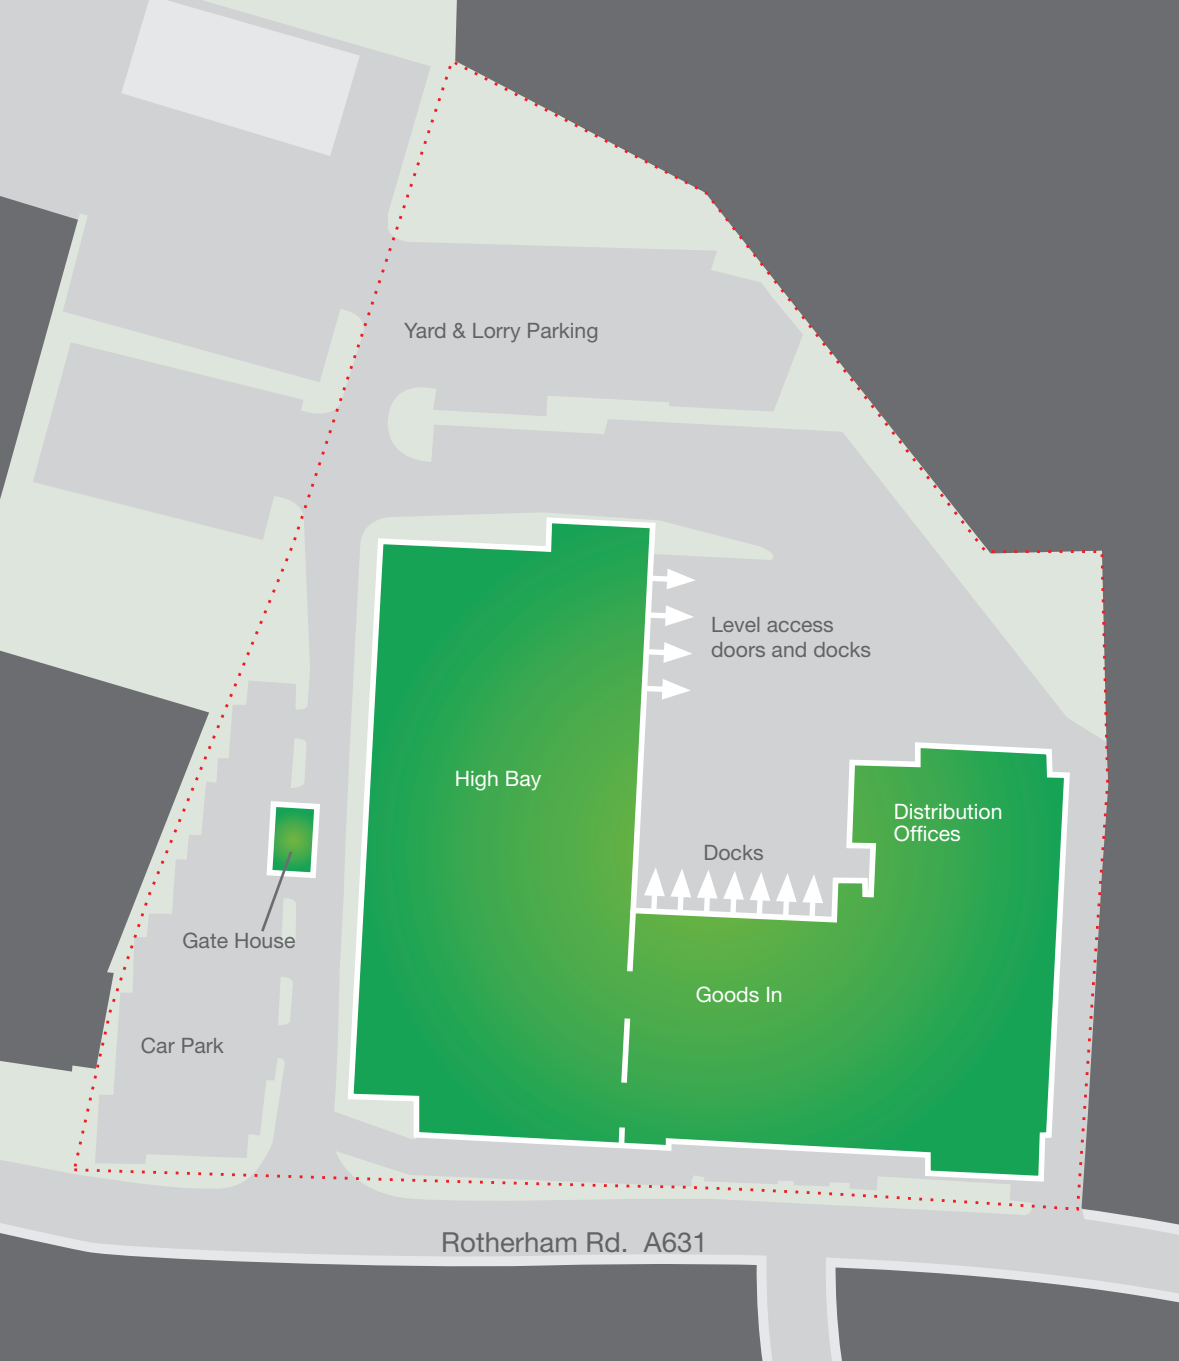 Yard & Lorry Parking
Level access
doors and docks
High Bay
Distribution
Offices
Docks
Gate House
Goods In
Car Park
Rotherham Rd.  A631